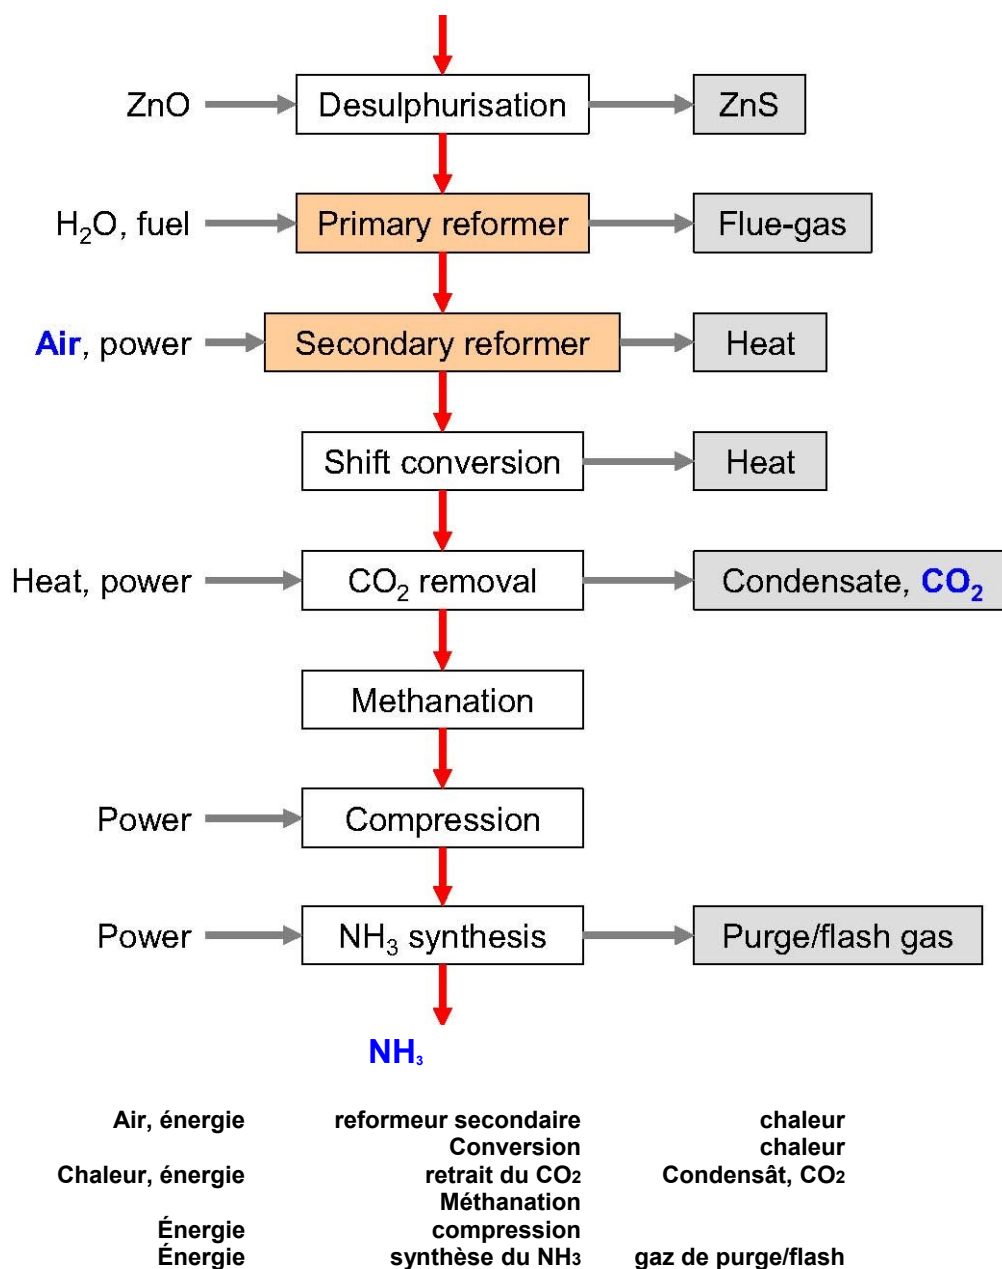 ZnO Desulphurisation ZnS
H₂O, fuel Primary reformer Flue-gas
Air, power Secondary reformer Heat
Shift conversion Heat
Heat, power CO₂ removal Condensate, CO₂
Methanation
Power Compression
Power NH₃ synthesis Purge/flash gas
NH₃
Air, énergie reformeur secondaire chaleur
Conversion chaleur
Chaleur, énergie retrait du CO₂ Condensât, CO₂
Méthanation
Énergie compression
Énergie synthèse du NH₃ gaz de purge/flash